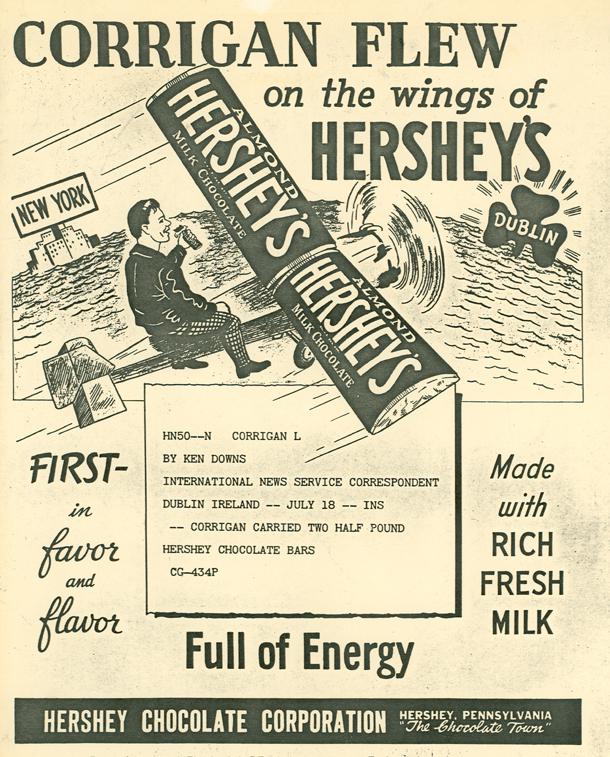 CORRIGAN FLEW
on the wings of
HERSHEY'S
ALMOND
HERSHEY'S
MILK CHOCOLATE
ALMOND
HERSHEY'S
MILK CHOCOLATE
NEW YORK
DUBLIN
HN50--N CORRIGAN L
BY KEN DOWNS
INTERNATIONAL NEWS SERVICE CORRESPONDENT
DUBLIN IRELAND -- JULY 18 -- INS
-- CORRIGAN CARRIED TWO HALF POUND
HERSHEY CHOCOLATE BARS
CG-434P
FIRST-
in
favor
and
flavor
Made
with
RICH
FRESH
MILK
Full of Energy
HERSHEY CHOCOLATE CORPORATION
HERSHEY, PENNSYLVANIA
"The Chocolate Town"